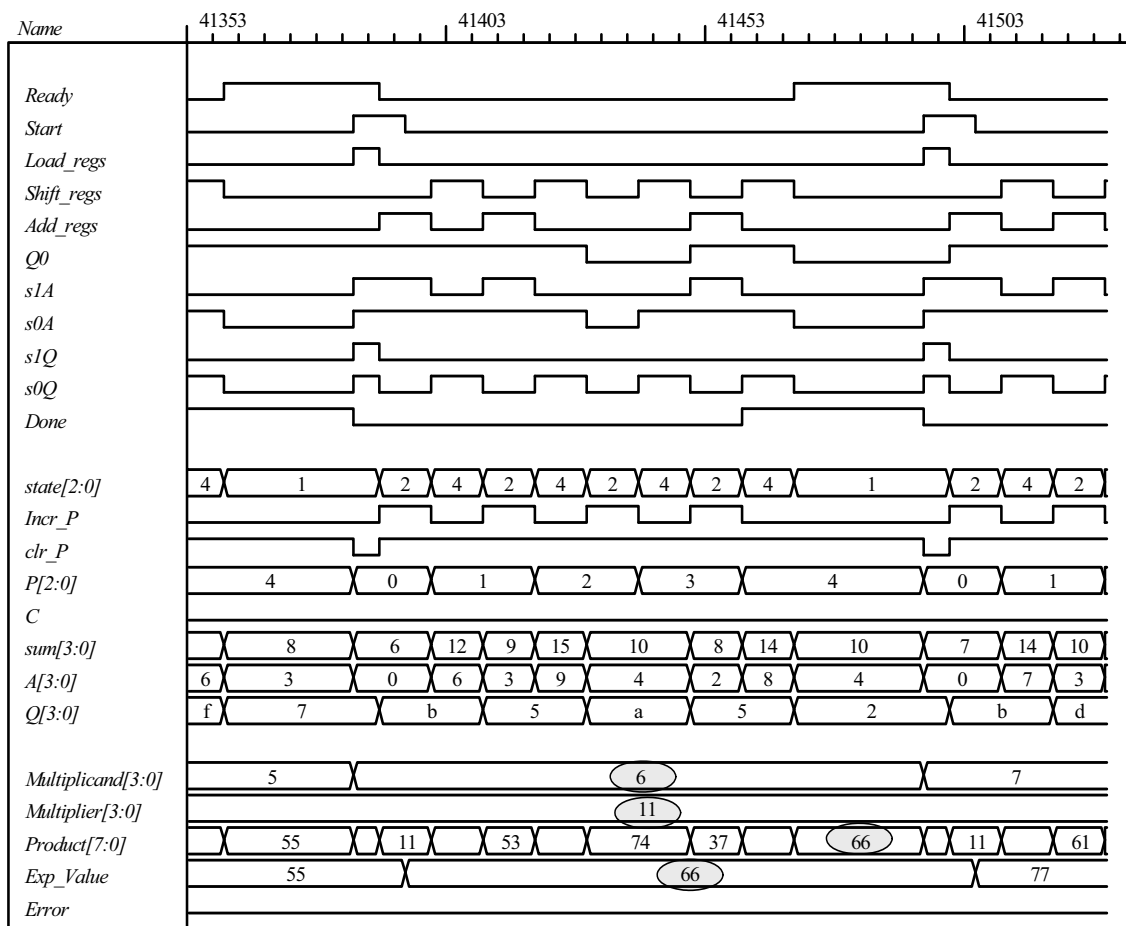 Name 41353 41403 41453 41503
Ready
Start
Load_regs
Shift_regs
Add_regs
Q0
s1A
s0A
s1Q
s0Q
Done
state[2:0] 4 1 2 4 2 4 2 4 2 4 1 2 4 2
Incr_P
clr_P
P[2:0] 4 0 1 2 3 4 0 1
C
sum[3:0] 8 6 12 9 15 10 8 14 10 7 14 10
A[3:0] 6 3 0 6 3 9 4 2 8 4 0 7 3
Q[3:0] f 7 b 5 a 5 2 b d
Multiplicand[3:0] 5 6 7
Multiplier[3:0] 11
Product[7:0] 55 11 53 74 37 66 11 61
Exp_Value 55 66 77
Error